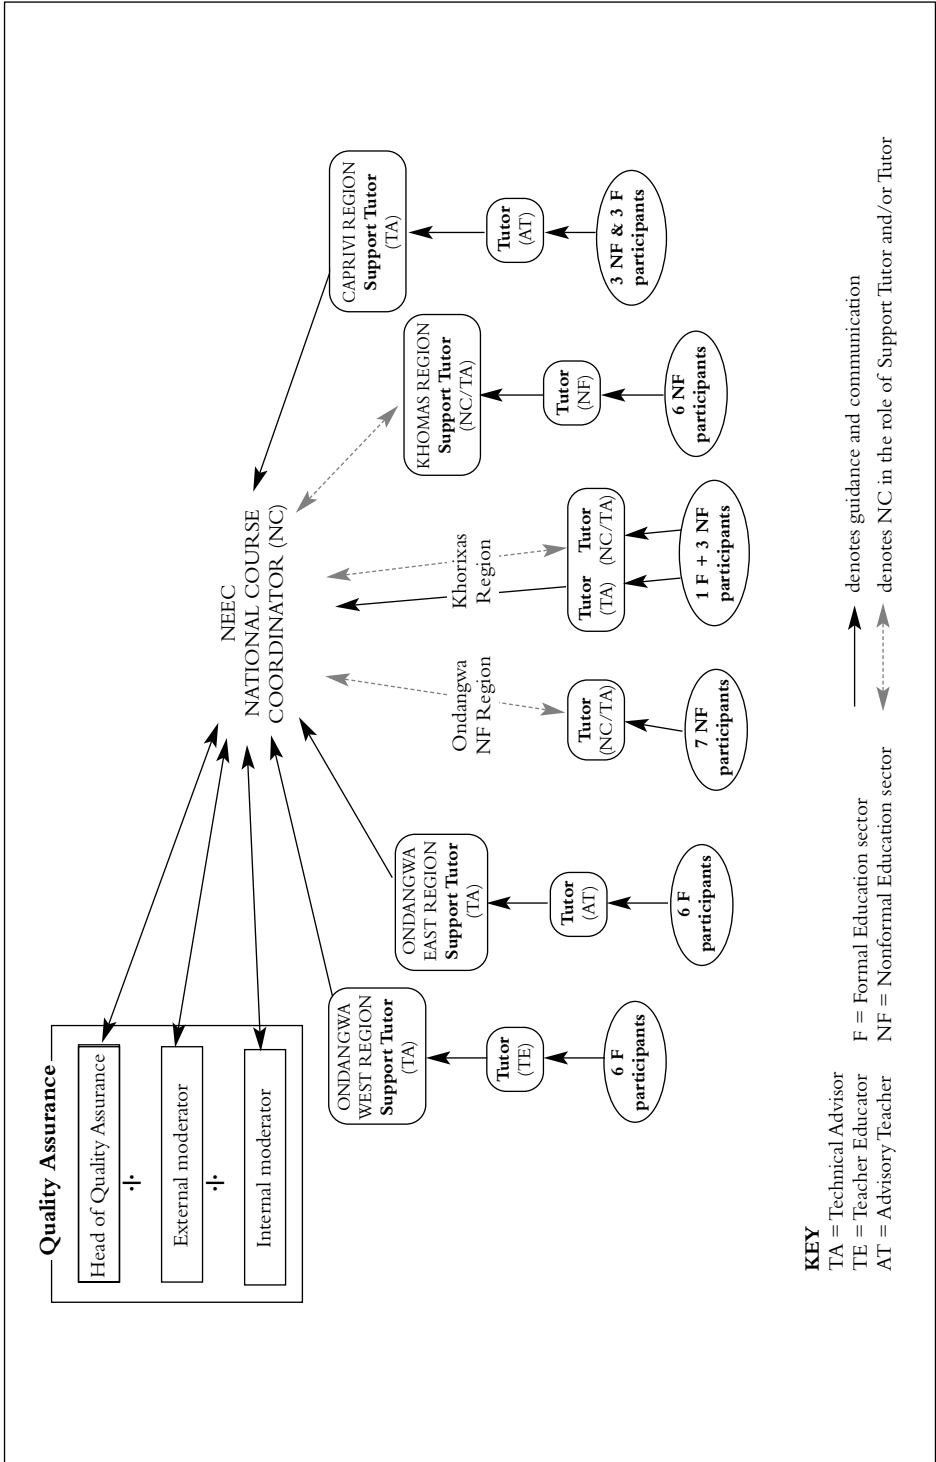 Quality Assurance
Head of Quality Assurance
External moderator
Internal moderator
NEEC
NATIONAL COURSE
COORDINATOR (NC)
ONDANGWA
WEST REGION
Support Tutor
(TA)
Tutor
(TE)
6 F
participants
ONDANGWA
EAST REGION
Support Tutor
(TA)
Tutor
(AT)
6 F
participants
Ondangwa
NF Region
Tutor
(NC/TA)
7 NF
participants
Khorixas
Region
Tutor
(TA)
Tutor
(NC/TA)
1 F + 3 NF
participants
KHOMAS REGION
Support Tutor
(NC/TA)
Tutor
(NF)
6 NF
participants
CAPRIVI REGION
Support Tutor
(TA)
Tutor
(AT)
3 NF & 3 F
participants
KEY
TA = Technical Advisor
TE = Teacher Educator
AT = Advisory Teacher
F = Formal Education sector
NF = Nonformal Education sector
denotes guidance and communication
denotes NC in the role of Support Tutor and/or Tutor